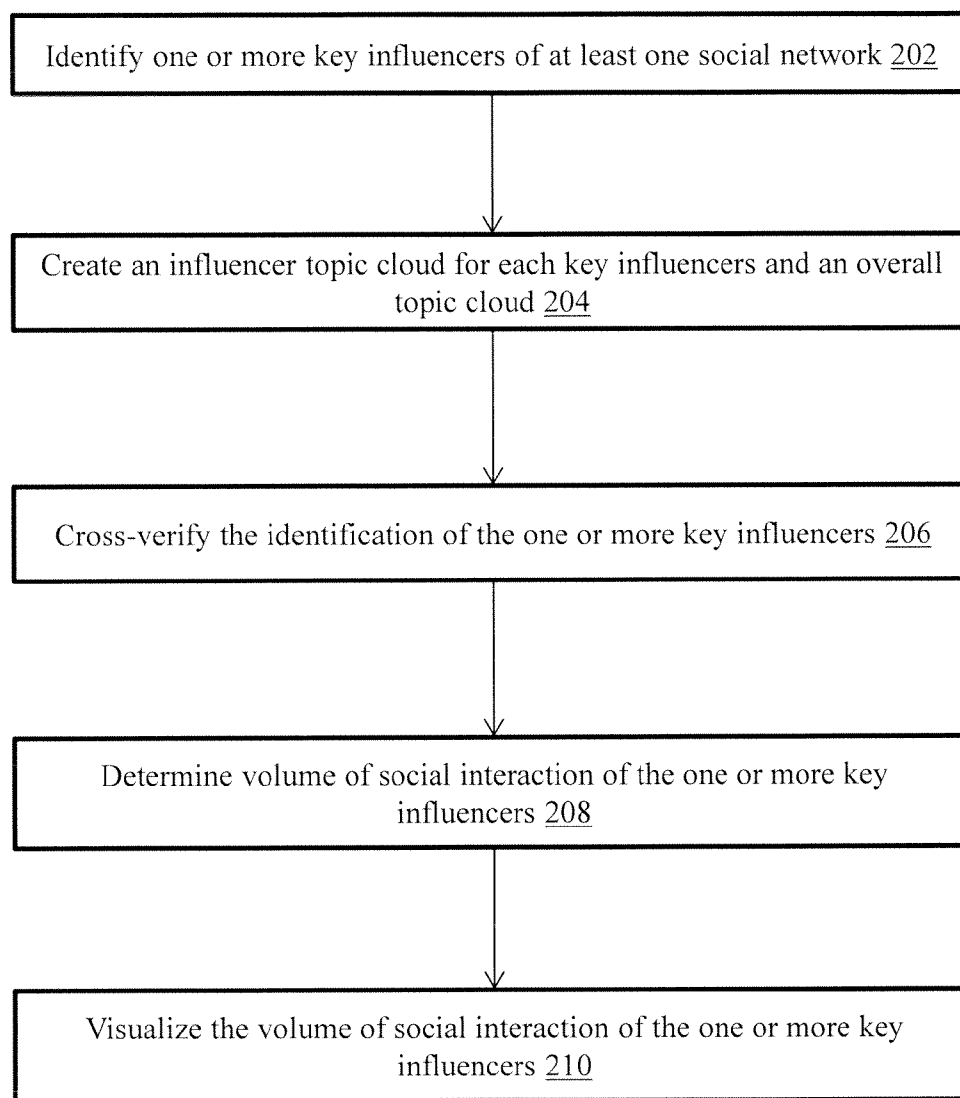 Identify one or more key influencers of at least one social network 202
Create an influencer topic cloud for each key influencers and an overall
topic cloud 204
Cross-verify the identification of the one or more key influencers 206
Determine volume of social interaction of the one or more key
influencers 208
Visualize the volume of social interaction of the one or more key
influencers 210